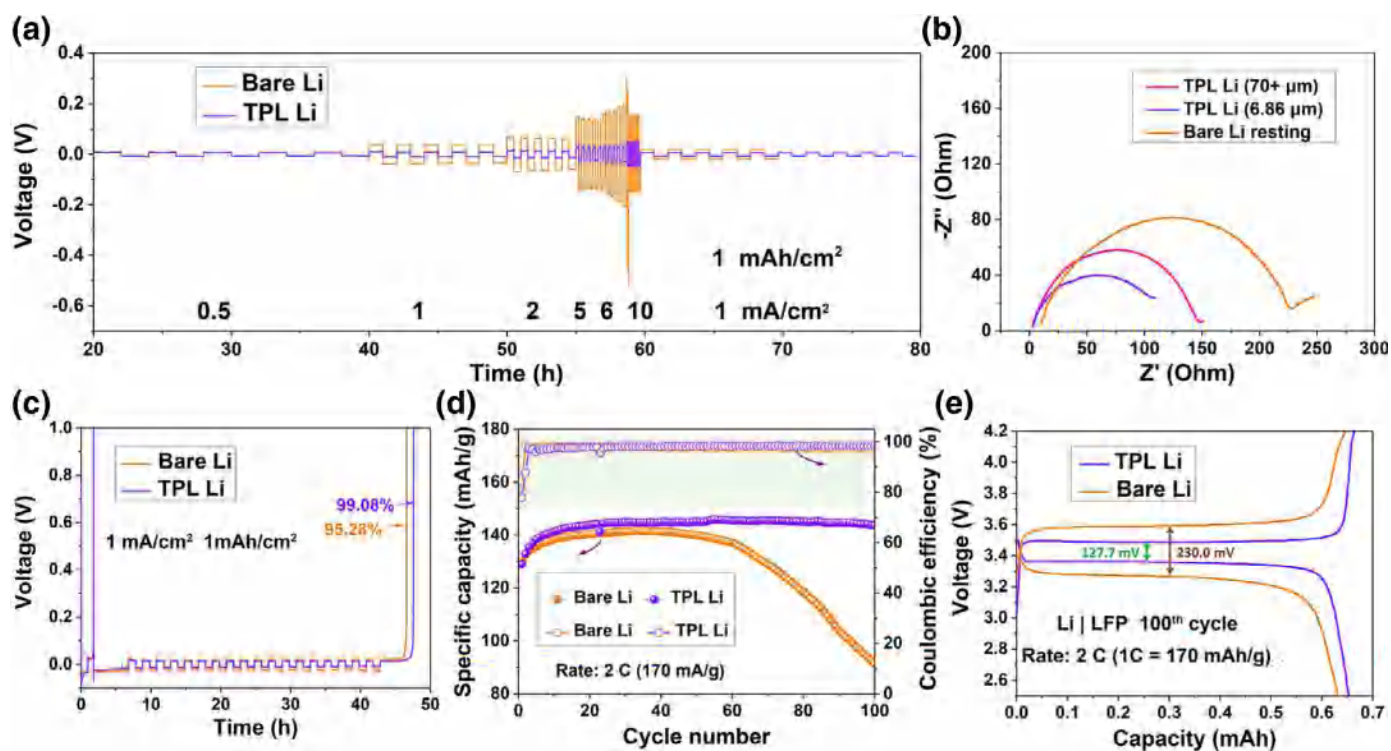 (a)
0.4
0.2
0.0
-0.2
-0.4
-0.6
Voltage (V)
Bare Li
TPL Li
1 mAh/cm²
0.5 1 2 5 6 10 1 mA/cm²
20 30 40 50 60 70 80
Time (h)
(b)
200
160
120
80
40
0
-Z'' (Ohm)
TPL Li (70+ μm)
TPL Li (6.86 μm)
Bare Li resting
0 50 100 150 200 250 300
Z' (Ohm)
(c)
1.0
0.8
0.6
0.4
0.2
0.0
Voltage (V)
Bare Li
TPL Li
99.08%
95.28%
1 mA/cm² 1mAh/cm²
0 10 20 30 40 50
Time (h)
(d)
180
160
140
120
100
80
Specific capacity (mAh/g)
Bare Li TPL Li
Bare Li TPL Li
Rate: 2 C (170 mA/g)
100
80
60
40
20
0
Coulombic efficiency (%)
0 20 40 60 80 100
Cycle number
(e)
4.2
4.0
3.8
3.6
3.4
3.2
3.0
2.8
2.6
Voltage (V)
TPL Li
Bare Li
127.7 mV 230.0 mV
Li | LFP 100th cycle
Rate: 2 C (1C = 170 mAh/g)
0.0 0.1 0.2 0.3 0.4 0.5 0.6 0.7
Capacity (mAh)